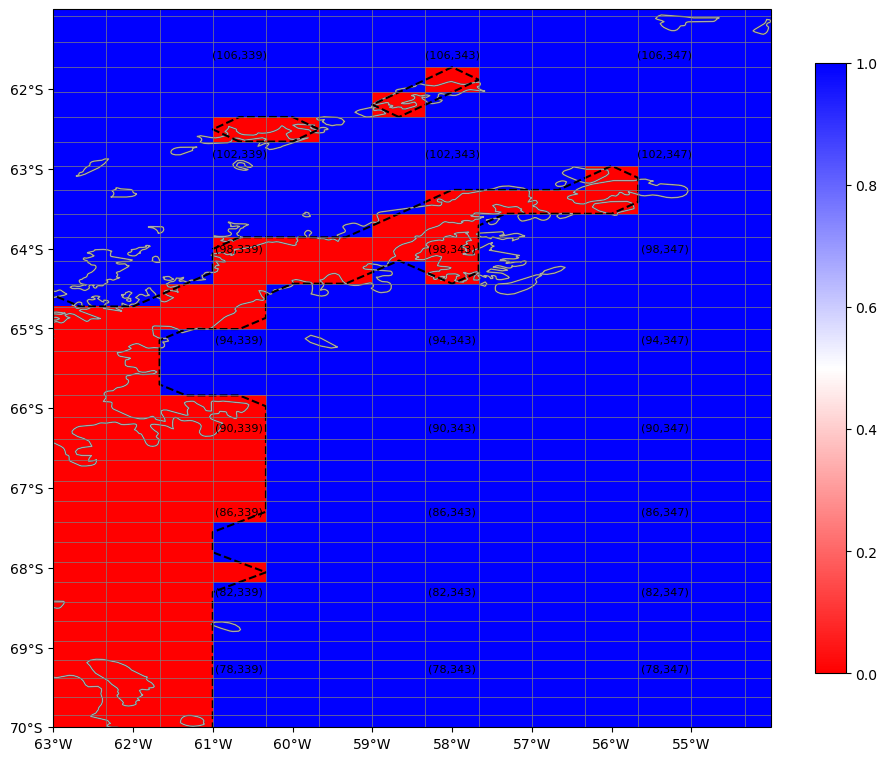 (106,339) (106,343) (106,347)
1.0
62°S
(102,339) (102,343) (102,347)
63°S
0.8
64°S
(98,339) (98,343) (98,347)
65°S
0.6
(94,339) (94,343) (94,347)
66°S
(90,339) (90,343) (90,347)
0.4
67°S
(86,339) (86,343) (86,347)
68°S
0.2
(82,339) (82,343) (82,347)
69°S
(78,339) (78,343) (78,347)
0.0
70°S
63°W 62°W 61°W 60°W 59°W 58°W 57°W 56°W 55°W